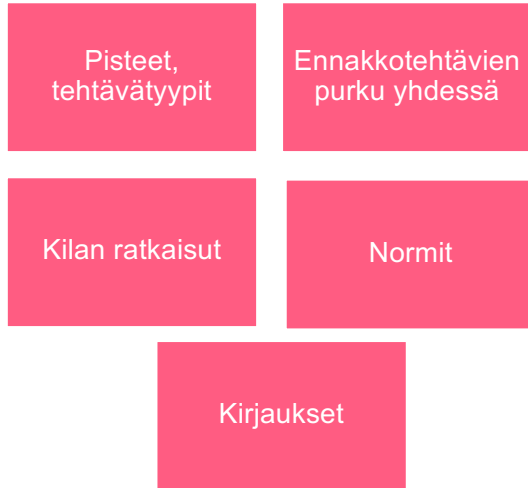 Pisteet,
tehtävätyypit
Ennakkotehtävien
purku yhdessä
Kilan ratkaisut
Normit
Kirjaukset